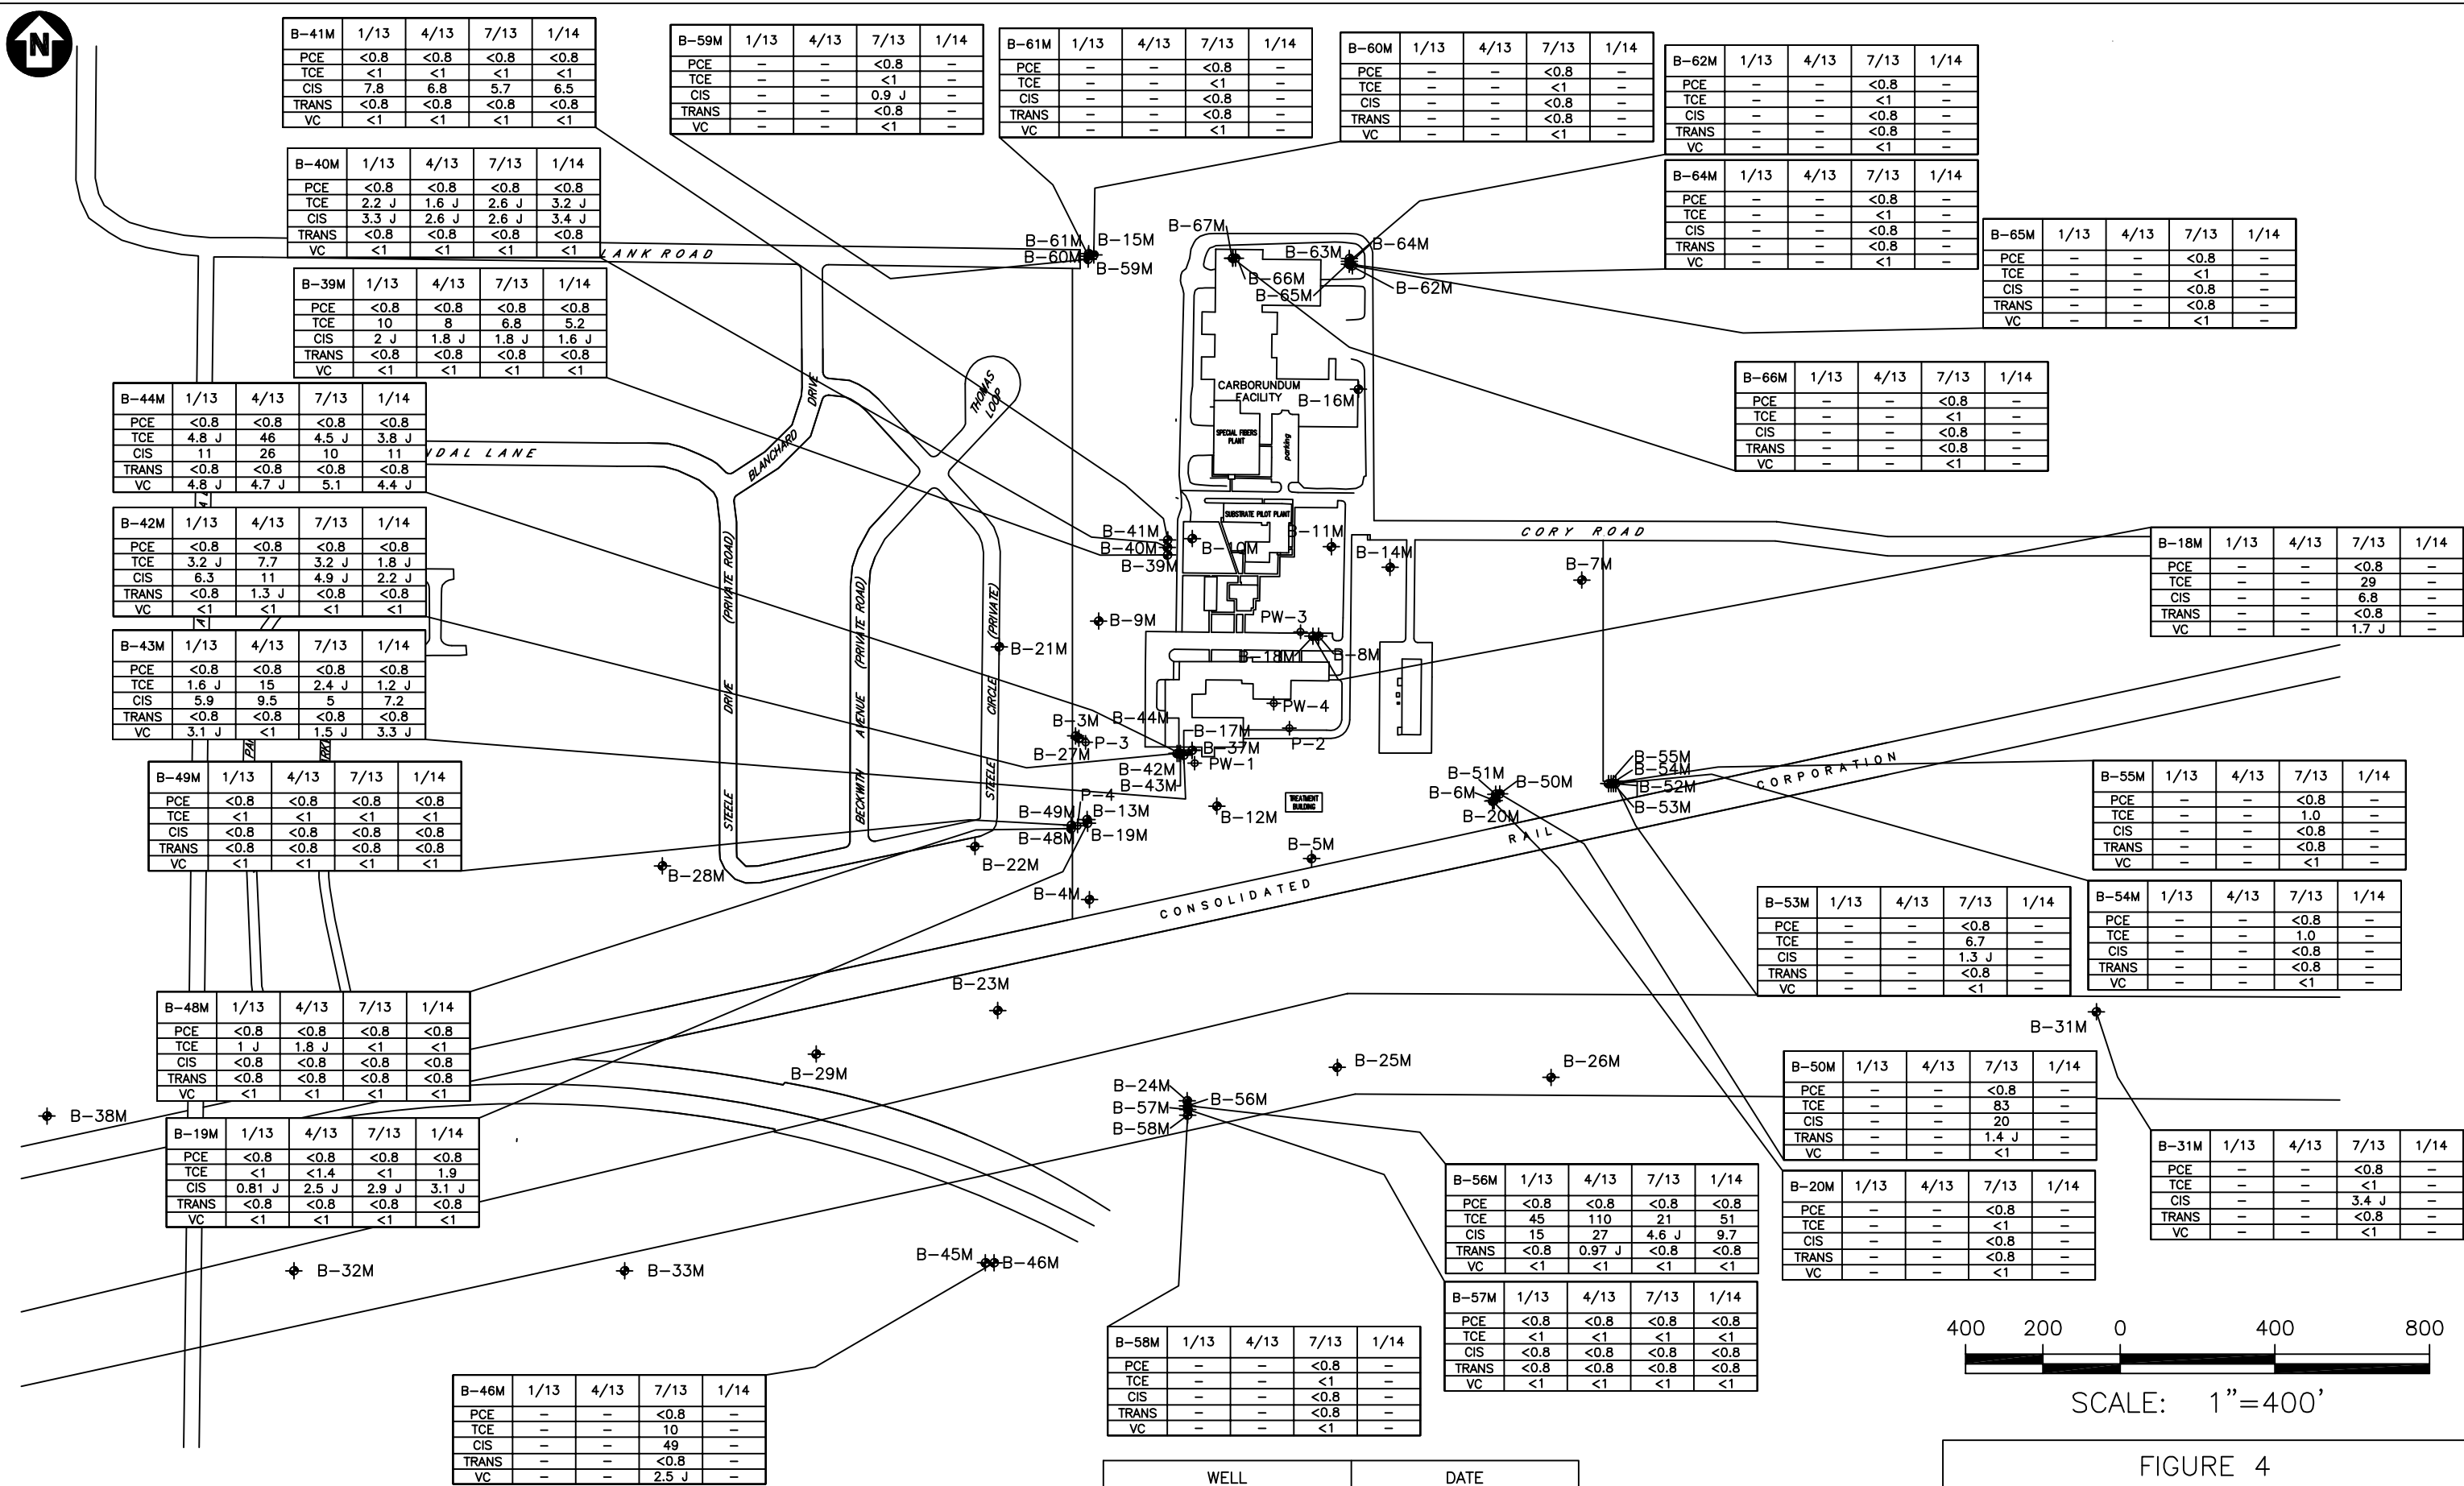 N
B-41M 1/13 4/13 7/13 1/14
PCE <0.8 <0.8 <0.8 <0.8
TCE <1 <1 <1 <1
CIS 7.8 6.8 5.7 6.5
TRANS <0.8 <0.8 <0.8 <0.8
VC <1 <1 <1 <1
B-59M 1/13 4/13 7/13 1/14
PCE - - <0.8 -
TCE - - <1 -
CIS - - 0.9 J -
TRANS - - <0.8 -
VC - - <1 -
B-61M 1/13 4/13 7/13 1/14
PCE - - <0.8 -
TCE - - <1 -
CIS - - <0.8 -
TRANS - - <0.8 -
VC - - <1 -
B-60M 1/13 4/13 7/13 1/14
PCE - - <0.8 -
TCE - - <1 -
CIS - - <0.8 -
TRANS - - <0.8 -
VC - - <1 -
B-62M 1/13 4/13 7/13 1/14
PCE - - <0.8 -
TCE - - <1 -
CIS - - <0.8 -
TRANS - - <0.8 -
VC - - <1 -
B-40M 1/13 4/13 7/13 1/14
PCE <0.8 <0.8 <0.8 <0.8
TCE 2.2 J 1.6 J 2.6 J 3.2 J
CIS 3.3 J 2.6 J 2.6 J 3.4 J
TRANS <0.8 <0.8 <0.8 <0.8
VC <1 <1 <1 <1
B-64M 1/13 4/13 7/13 1/14
PCE - - <0.8 -
TCE - - <1 -
CIS - - <0.8 -
TRANS - - <0.8 -
VC - - <1 -
B-65M 1/13 4/13 7/13 1/14
PCE - - <0.8 -
TCE - - <1 -
CIS - - <0.8 -
TRANS - - <0.8 -
VC - - <1 -
LANK ROAD
B-61M
B-15M
B-60M
B-59M
B-67M
B-63M
B-64M
B-66M
B-65M
B-62M
B-39M 1/13 4/13 7/13 1/14
PCE <0.8 <0.8 <0.8 <0.8
TCE 10 8 6.8 5.2
CIS 2 J 1.8 J 1.8 J 1.6 J
TRANS <0.8 <0.8 <0.8 <0.8
VC <1 <1 <1 <1
B-66M 1/13 4/13 7/13 1/14
PCE - - <0.8 -
TCE - - <1 -
CIS - - <0.8 -
TRANS - - <0.8 -
VC - - <1 -
THOMAS
LOOP
BLANCHARD
DRIVE
CARBORUNDUM
FACILITY
B-16M
SPECIAL FIBERS
PLANT
parking
B-44M 1/13 4/13 7/13 1/14
PCE <0.8 <0.8 <0.8 <0.8
TCE 4.8 J 46 4.5 J 3.8 J
CIS 11 26 10 11
TRANS <0.8 <0.8 <0.8 <0.8
VC 4.8 J 4.7 J 5.1 4.4 J
NDAL LANE
SUBSTRATE PILOT PLANT
B-41M
B-40M
B-39M
B-10M
B-11M
B-14M
CORY ROAD
B-7M
B-42M 1/13 4/13 7/13 1/14
PCE <0.8 <0.8 <0.8 <0.8
TCE 3.2 J 7.7 3.2 J 1.8 J
CIS 6.3 11 4.9 J 2.2 J
TRANS <0.8 1.3 J <0.8 <0.8
VC <1 <1 <1 <1
B-18M 1/13 4/13 7/13 1/14
PCE - - <0.8 -
TCE - - 29 -
CIS - - 6.8 -
TRANS - - <0.8 -
VC - - 1.7 J -
STEELE DRIVE (PRIVATE ROAD)
BECKWITH AVENUE (PRIVATE ROAD)
STEELE CIRCLE (PRIVATE)
B-9M
B-21M
PW-3
B-18M
B-8M
B-43M 1/13 4/13 7/13 1/14
PCE <0.8 <0.8 <0.8 <0.8
TCE 1.6 J 15 2.4 J 1.2 J
CIS 5.9 9.5 5 7.2
TRANS <0.8 <0.8 <0.8 <0.8
VC 3.1 J <1 1.5 J 3.3 J
PW-4
B-44M
B-3M
B-17M
P-3
P-2
B-27M
B-37M
PW-1
B-42M
B-43M
B-49M 1/13 4/13 7/13 1/14
PCE <0.8 <0.8 <0.8 <0.8
TCE <1 <1 <1 <1
CIS <0.8 <0.8 <0.8 <0.8
TRANS <0.8 <0.8 <0.8 <0.8
VC <1 <1 <1 <1
P-4
B-49M
B-13M
B-48M
B-19M
B-12M
TREATMENT
BUILDING
B-51M
B-50M
B-6M
B-20M
B-55M
B-54M
B-52M
B-53M
B-22M
B-28M
B-5M
B-4M
CONSOLIDATED RAIL CORPORATION
B-55M 1/13 4/13 7/13 1/14
PCE - - <0.8 -
TCE - - 1.0 -
CIS - - <0.8 -
TRANS - - <0.8 -
VC - - <1 -
B-53M 1/13 4/13 7/13 1/14
PCE - - <0.8 -
TCE - - 6.7 -
CIS - - 1.3 J -
TRANS - - <0.8 -
VC - - <1 -
B-54M 1/13 4/13 7/13 1/14
PCE - - <0.8 -
TCE - - 1.0 -
CIS - - <0.8 -
TRANS - - <0.8 -
VC - - <1 -
B-48M 1/13 4/13 7/13 1/14
PCE <0.8 <0.8 <0.8 <0.8
TCE 1 J 1.8 J <1 <1
CIS <0.8 <0.8 <0.8 <0.8
TRANS <0.8 <0.8 <0.8 <0.8
VC <1 <1 <1 <1
B-23M
B-29M
B-25M
B-26M
B-31M
B-24M
B-56M
B-57M
B-58M
B-38M
B-50M 1/13 4/13 7/13 1/14
PCE - - <0.8 -
TCE - - 83 -
CIS - - 20 -
TRANS - - 1.4 J -
VC - - <1 -
B-19M 1/13 4/13 7/13 1/14
PCE <0.8 <0.8 <0.8 <0.8
TCE <1 <1.4 <1 1.9
CIS 0.81 J 2.5 J 2.9 J 3.1 J
TRANS <0.8 <0.8 <0.8 <0.8
VC <1 <1 <1 <1
B-31M 1/13 4/13 7/13 1/14
PCE - - <0.8 -
TCE - - <1 -
CIS - - 3.4 J -
TRANS - - <0.8 -
VC - - <1 -
B-56M 1/13 4/13 7/13 1/14
PCE <0.8 <0.8 <0.8 <0.8
TCE 45 110 21 51
CIS 15 27 4.6 J 9.7
TRANS <0.8 0.97 J <0.8 <0.8
VC <1 <1 <1 <1
B-20M 1/13 4/13 7/13 1/14
PCE - - <0.8 -
TCE - - <1 -
CIS - - <0.8 -
TRANS - - <0.8 -
VC - - <1 -
B-32M
B-33M
B-45M
B-46M
B-57M 1/13 4/13 7/13 1/14
PCE <0.8 <0.8 <0.8 <0.8
TCE <1 <1 <1 <1
CIS <0.8 <0.8 <0.8 <0.8
TRANS <0.8 <0.8 <0.8 <0.8
VC <1 <1 <1 <1
B-58M 1/13 4/13 7/13 1/14
PCE - - <0.8 -
TCE - - <1 -
CIS - - <0.8 -
TRANS - - <0.8 -
VC - - <1 -
B-46M 1/13 4/13 7/13 1/14
PCE - - <0.8 -
TCE - - 10 -
CIS - - 49 -
TRANS - - <0.8 -
VC - - 2.5 J -
400 200 0 400 800
SCALE: 1"=400'
WELL DATE
FIGURE 4